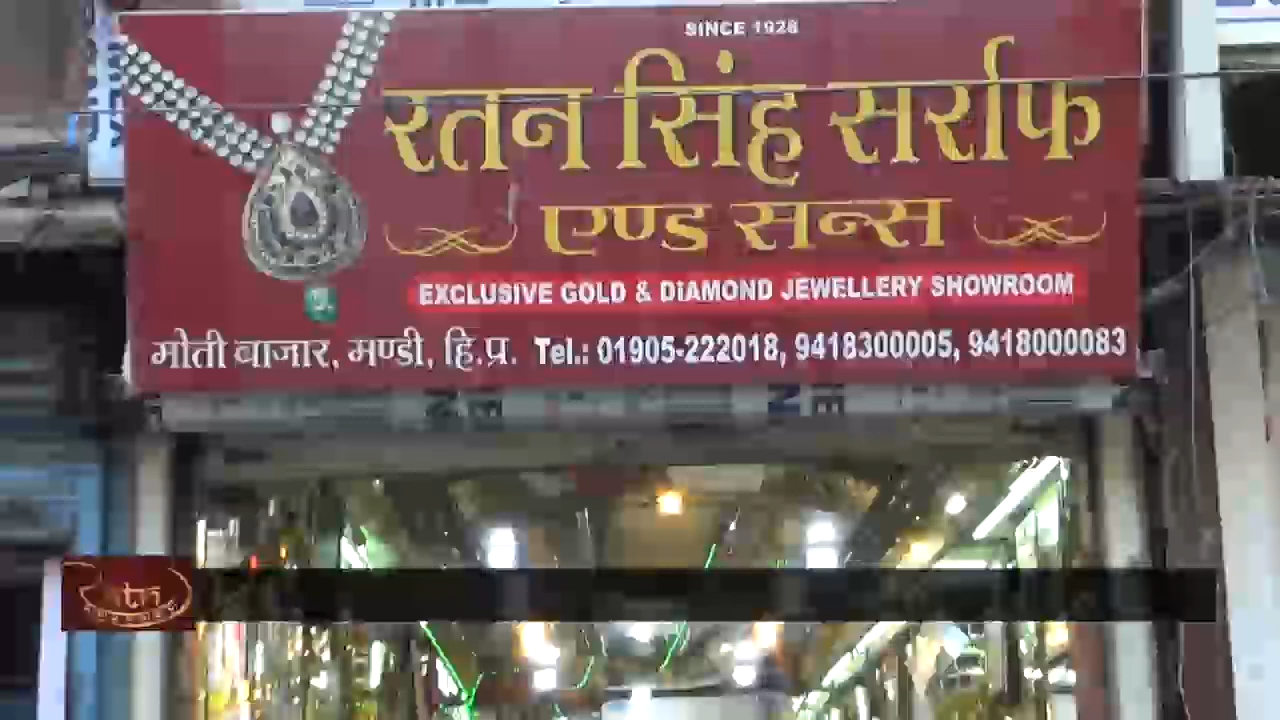 SINCE 1928
रतन सिंह सर्राफ
एण्ड सन्स
EXCLUSIVE GOLD & DIAMOND JEWELLERY SHOWROOM
मोती बाजार, मण्डी, हि.प्र. Tel.: 01905-222018, 9418300005, 9418000083